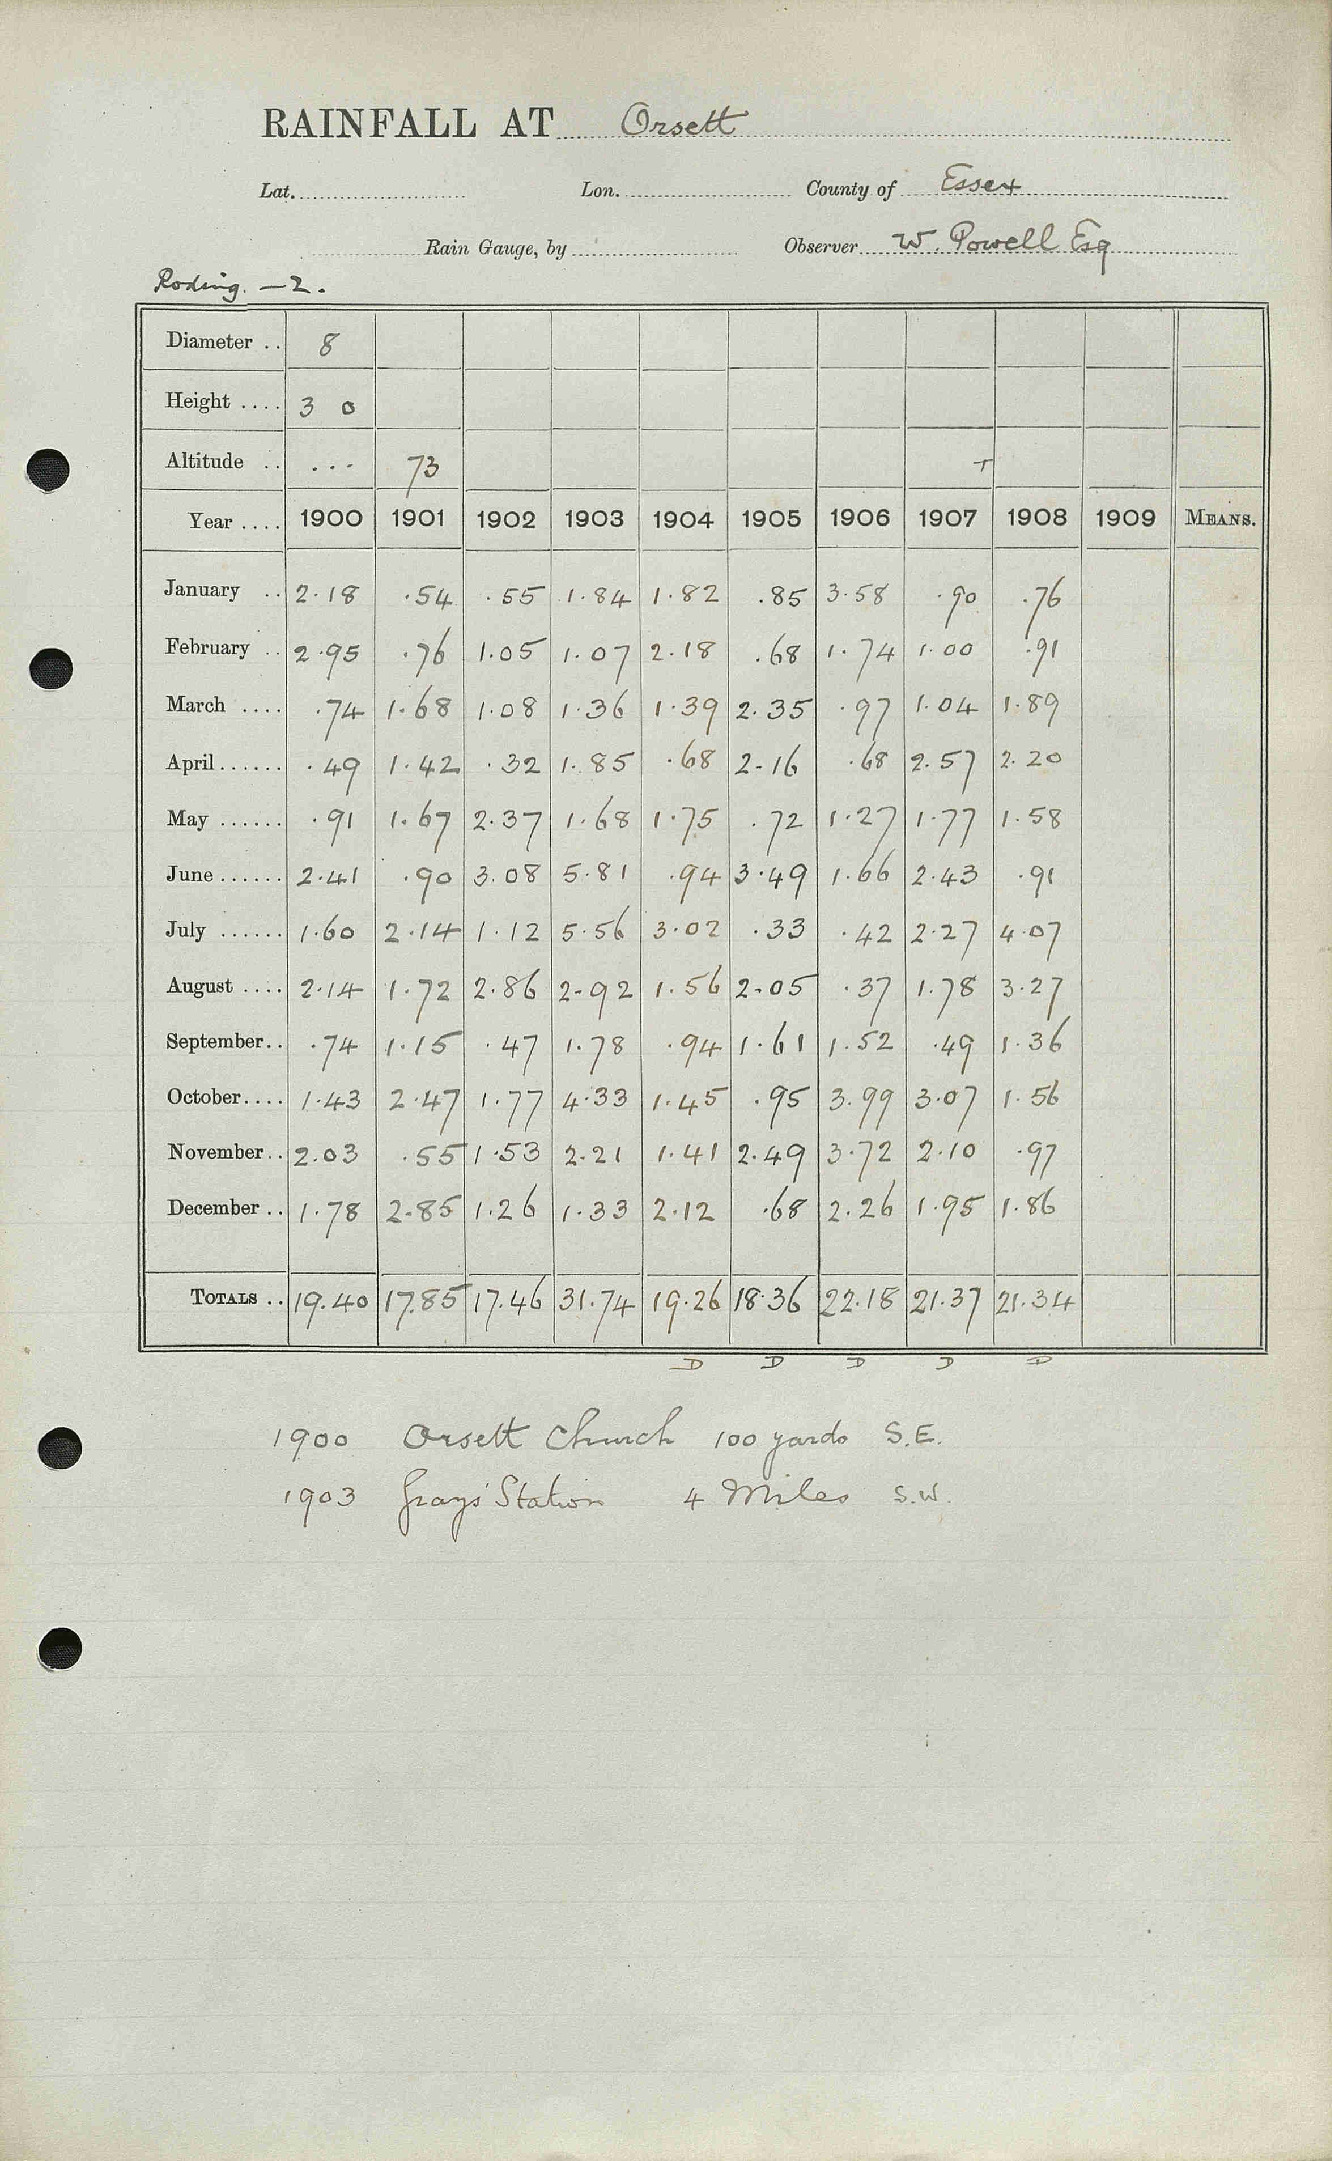 RAINFALL AT Orsett
Lat. Lon. County of Essex
Rain Gauge, by Observer W. Powell Esq
Roding. — 2.
Diameter .. 8
Height .... 3 0
Altitude .. ... 73 T
Year .... 1900 1901 1902 1903 1904 1905 1906 1907 1908 1909 MEANS.
January .. 2.18 .54 .55 1.84 1.82 .85 3.58 .90 .76
February .. 2.95 .76 1.05 1.07 2.18 .68 1.74 1.00 .91
March .... .74 1.68 1.08 1.36 1.39 2.35 .97 1.04 1.89
April...... .49 1.42 .32 1.85 .68 2.16 .68 2.57 2.20
May ...... .91 1.67 2.37 1.68 1.75 .72 1.27 1.77 1.58
June...... 2.41 .90 3.08 5.81 .94 3.49 1.66 2.43 .91
July ...... 1.60 2.14 1.12 5.56 3.02 .33 .42 2.27 4.07
August .... 2.14 1.72 2.86 2.92 1.56 2.05 .37 1.78 3.27
September.. .74 1.15 .47 1.78 .94 1.61 1.52 .49 1.36
October.... 1.43 2.47 1.77 4.33 1.45 .95 3.99 3.07 1.56
November.. 2.03 .55 1.53 2.21 1.41 2.49 3.72 2.10 .97
December .. 1.78 2.85 1.26 1.33 2.12 .68 2.26 1.95 1.86
TOTALS .. 19.40 17.85 17.46 31.74 19.26 18.36 22.18 21.37 21.34
D D D D D
1900 Orsett Church 100 yards S.E.
1903 Grays Station 4 Miles S.W.